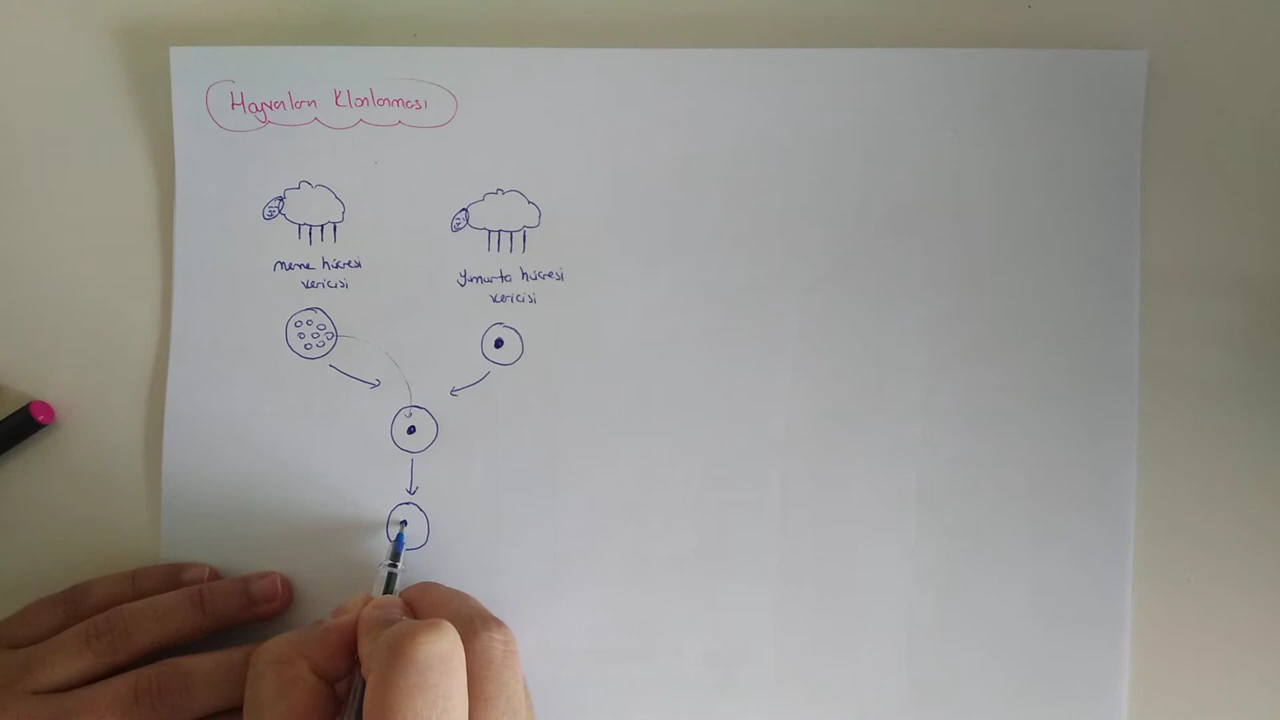 Hayvanların Klonlanması
meme hücresi
vericisi
yumurta hücresi
vericisi